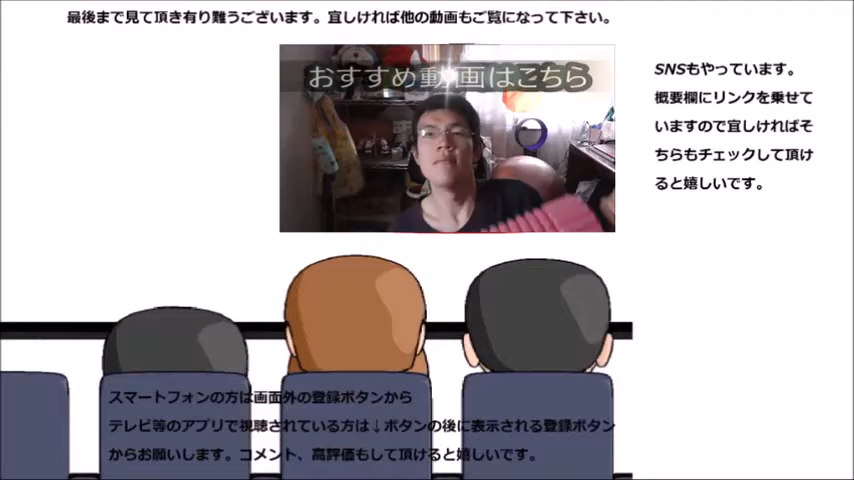 最後まで見て頂き有り難うございます。宜しければ他の動画もご覧になって下さい。
おすすめ動画はこちら
SNSもやっています。
概要欄にリンクを乗せて
いますので宜しければそ
ちらもチェックして頂け
ると嬉しいです。
スマートフォンの方は画面外の登録ボタンから
テレビ等のアプリで視聴されている方は↓ボタンの後に表示される登録ボタン
からお願いします。コメント、高評価もして頂けると嬉しいです。